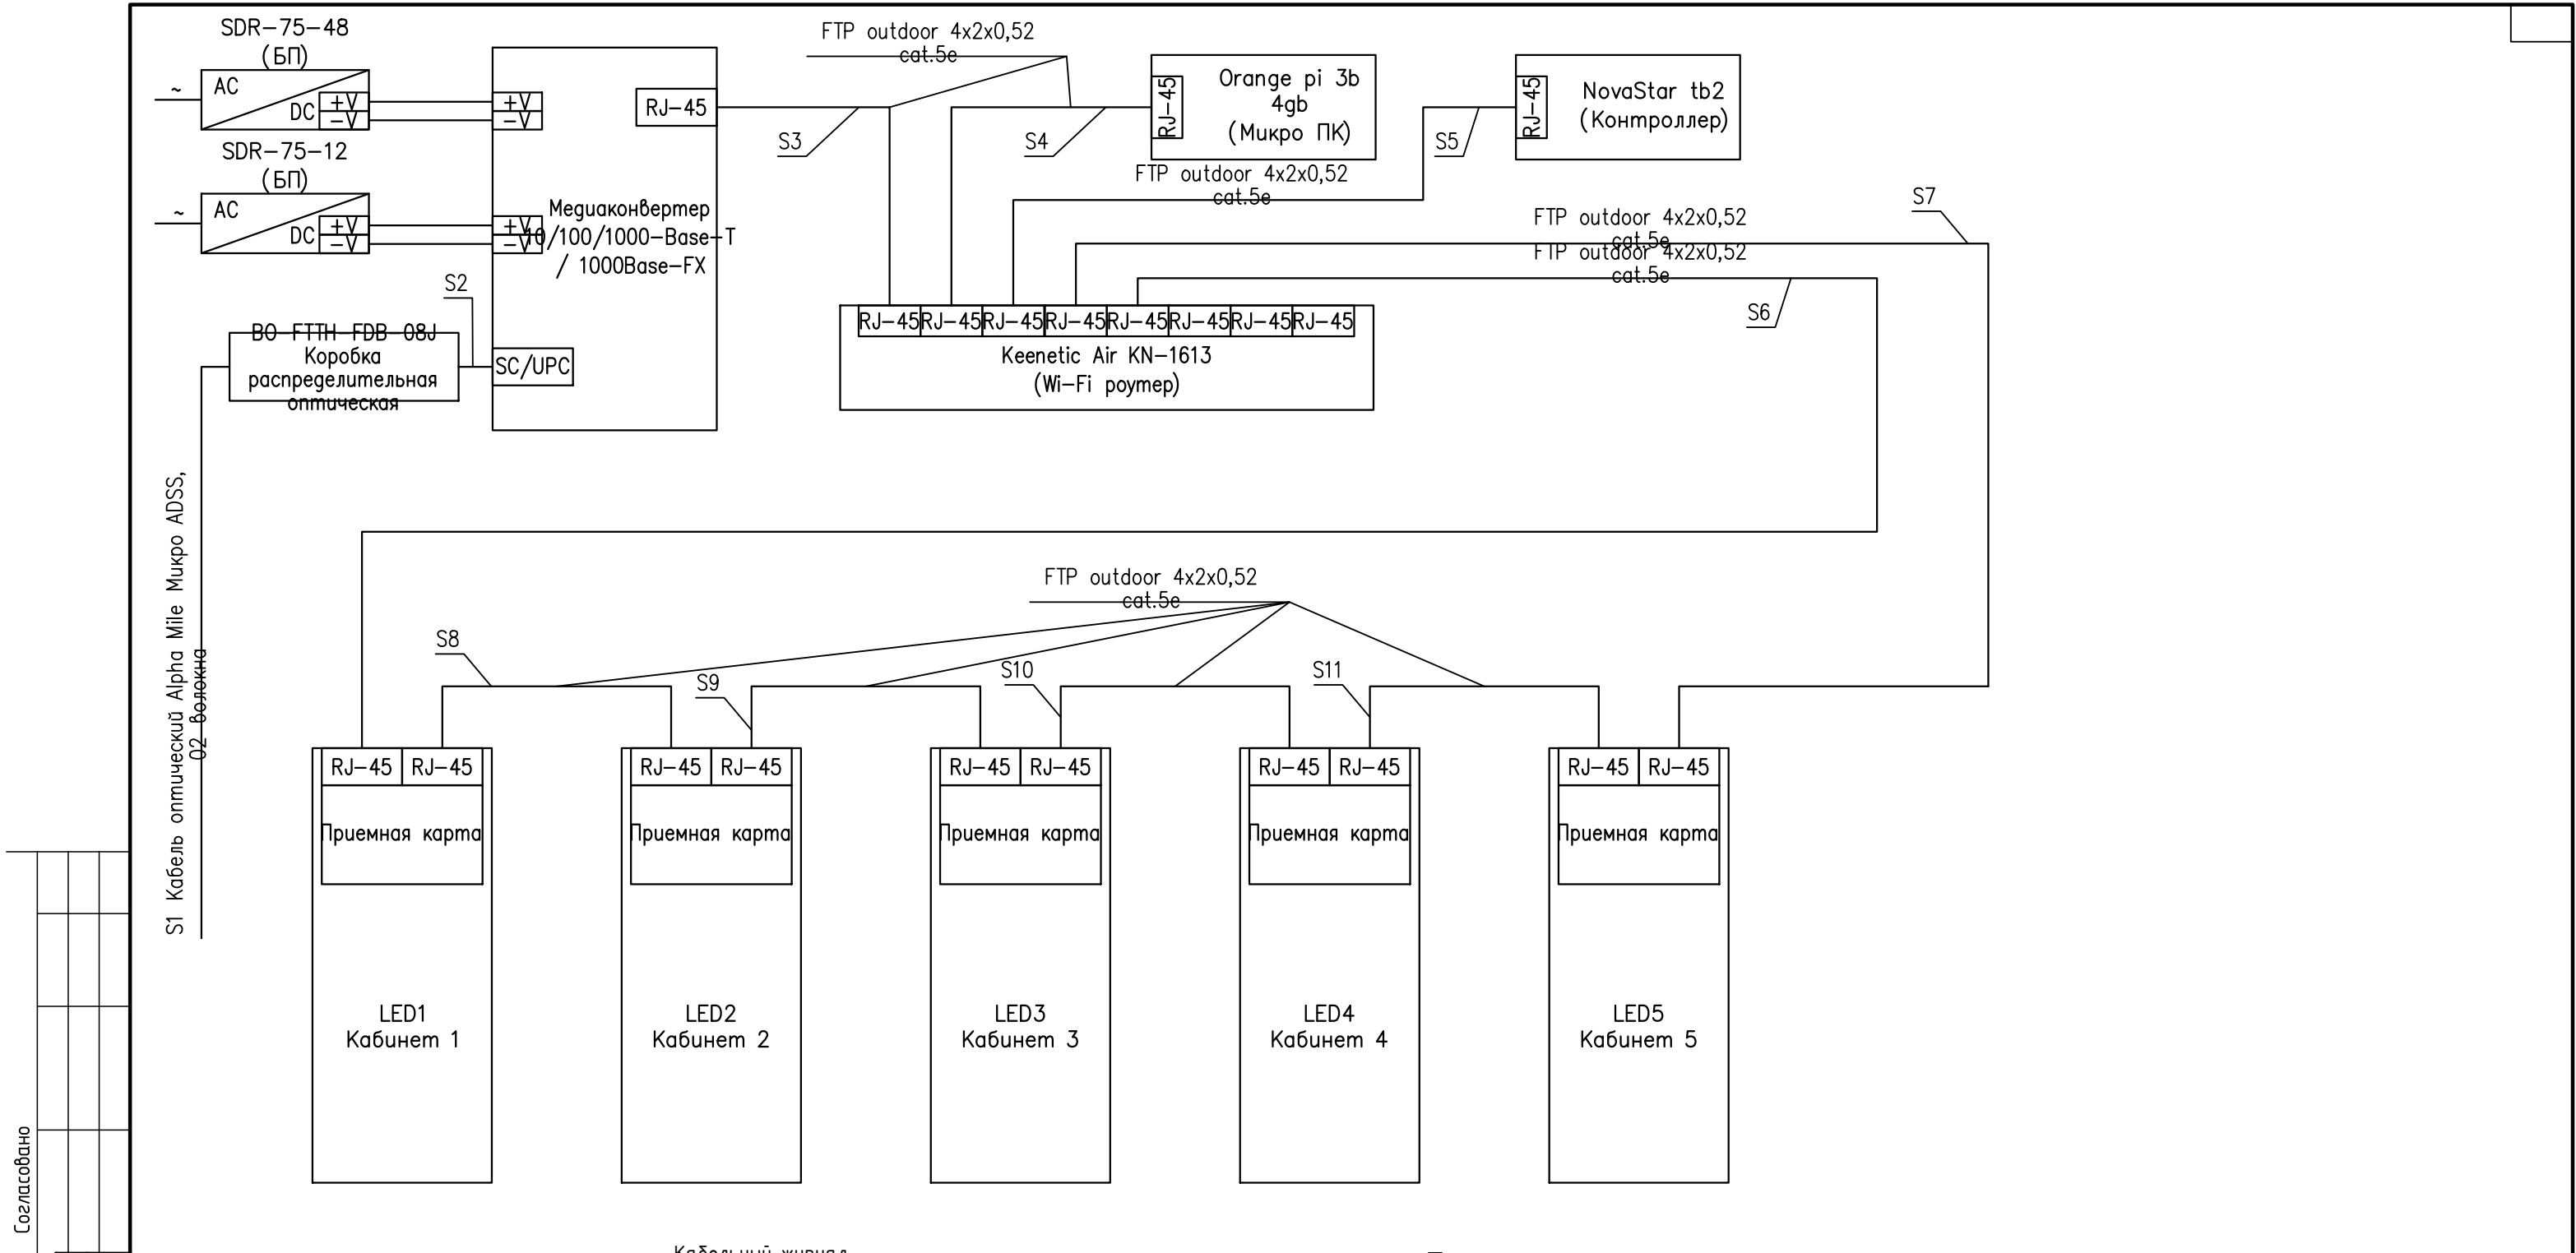 SDR-75-48
(БП)
~
AC
DC
+V
-V
+V
-V
RJ-45
SDR-75-12
(БП)
~
AC
DC
+V
-V
+V
-V
Медиаконвертер
10/100/1000-Base-T
/ 1000Base-FX
S2
BO-FTTH-FDB-08J
Коробка
распределительная
оптическая
SC/UPC
S1 Кабель оптический Alpha Mile Микро ADSS,
02 волокна
FTP outdoor 4x2x0,52
cat.5e
S3
S4
RJ-45
Orange pi 3b
4gb
(Микро ПК)
S5
RJ-45
NovaStar tb2
(Контроллер)
FTP outdoor 4x2x0,52
cat.5e
S7
FTP outdoor 4x2x0,52
cat.5e
FTP outdoor 4x2x0,52
cat.5e
S6
RJ-45 RJ-45 RJ-45 RJ-45 RJ-45 RJ-45 RJ-45 RJ-45
Keenetic Air KN-1613
(Wi-Fi роутер)
FTP outdoor 4x2x0,52
cat.5e
S8
S9
S10
S11
RJ-45 RJ-45
Приемная карта
LED1
Кабинет 1
RJ-45 RJ-45
Приемная карта
LED2
Кабинет 2
RJ-45 RJ-45
Приемная карта
LED3
Кабинет 3
RJ-45 RJ-45
Приемная карта
LED4
Кабинет 4
RJ-45 RJ-45
Приемная карта
LED5
Кабинет 5
Согласовано
Кабельный журнал